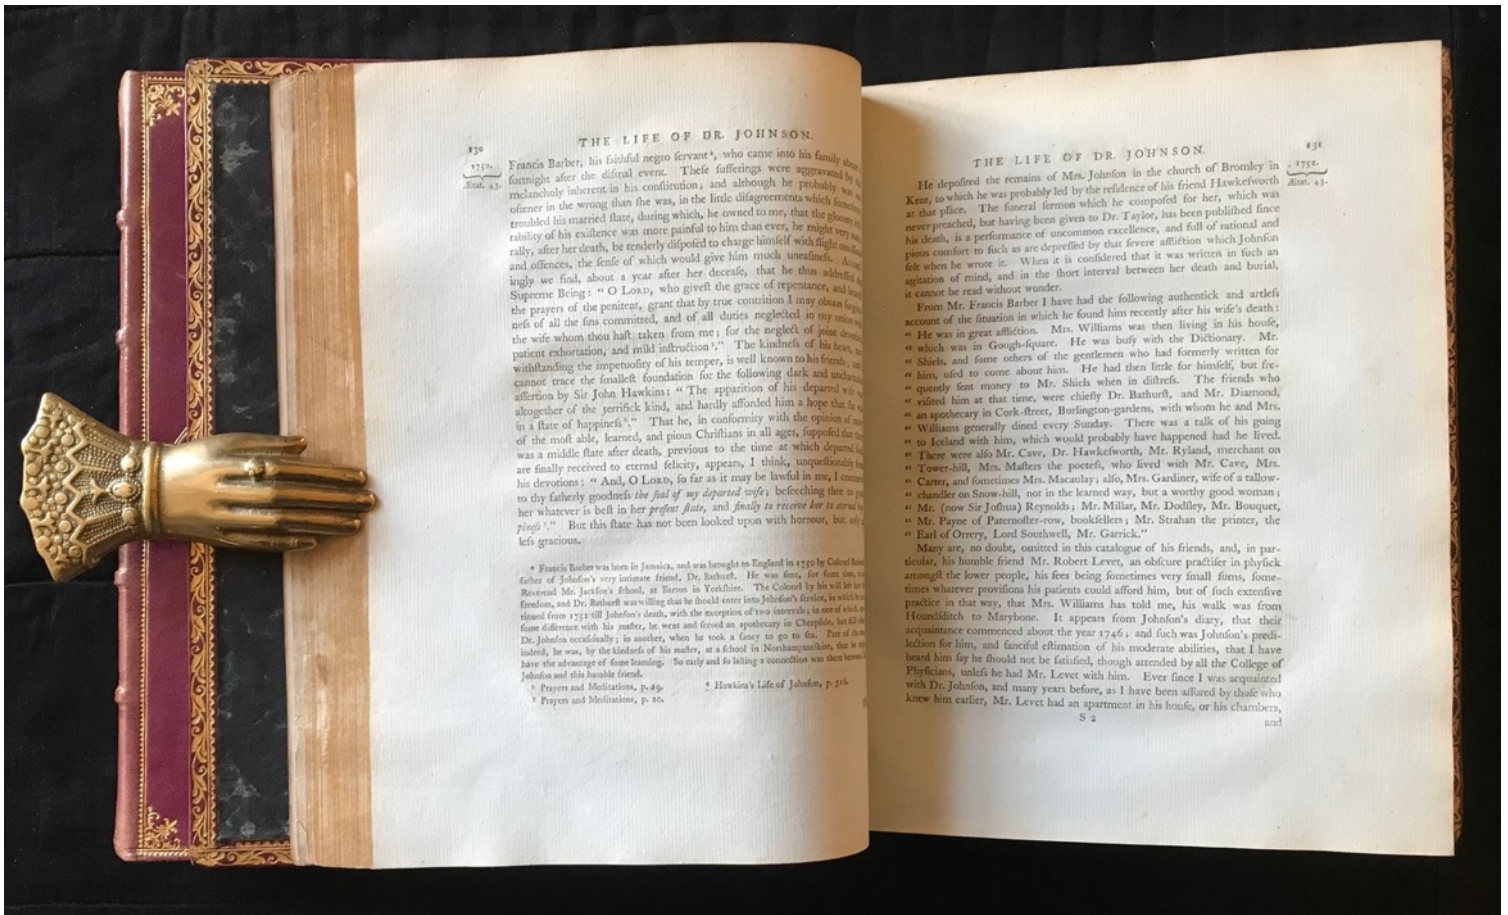 130
THE LIFE OF DR. JOHNSON.
1752.
Ætat. 43.
Francis Barber, his faithful negro ſervant⁴, who came into his family
fortnight after the diſmal event. Theſe ſufferings were aggravated by
melancholy inherent in his conſtitution; and although he probably was
oftener in the wrong than ſhe was, in the little diſagreements which
troubled his married ſtate, during which, he owned to me, that the gloomy
tability of his exiſtence was more painful to him than ever, he might very
rally, after her death, be tenderly diſpoſed to charge himſelf with ſlight
and offences, the ſenſe of which would give him much uneaſineſs.
ingly we find, about a year after her deceaſe, that he thus addreſſed
Supreme Being: “ O LORD, who giveſt the grace of repentance, and
the prayers of the penitent, grant that by true contrition I may obtain
neſs of all the ſins committed, and of all duties neglected in my union
the wife whom thou haſt taken from me; for the neglect of joint
patient exhortation, and mild inſtruction⁵.” The kindneſs of his heart,
withſtanding the impetuoſity of his temper, is well known to his friends;
cannot trace the ſmalleſt foundation for the following dark and
aſſertion by Sir John Hawkins: “ The apparition of his departed wife
altogether of the terrifick kind, and hardly afforded him a hope that ſhe
in a ſtate of happineſs⁶.” That he, in conformity with the opinion of
of the moſt able, learned, and pious Chriſtians in all ages, ſuppoſed that
was a middle ſtate after death, previous to the time at which departed
are finally received to eternal felicity, appears, I think, unqueſtionably
his devotions: “ And, O LORD, ſo far as it may be lawful in me, I
to thy fatherly goodneſs the ſoul of my departed wife; beſeeching thee to
her whatever is beſt in her preſent ſtate, and finally to receive her to eternal
pineſs⁷.” But this ſtate has not been looked upon with horrour, but only
leſs gracious.
⁴ Francis Barber was born in Jamaica, and was brought to England in 1750 by Colonel
father of Johnſon’s very intimate friend, Dr. Bathurſt. He was ſent, for ſome time,
Reverend Mr. Jackſon’s ſchool, at Barton in Yorkſhire. The Colonel by his will left him
freedom, and Dr. Bathurſt was willing that he ſhould enter into Johnſon’s ſervice, in which he
tinued from 1752 till Johnſon’s death, with the exception of two intervals; in one of which,
ſome difference with his maſter, he went and ſerved an apothecary in Cheapſide, but ſtill
Dr. Johnſon occaſionally; in another, when he took a fancy to go to ſea. Part of the
indeed, he was, by the kindneſs of his maſter, at a ſchool in Northamptonſhire, that he
have the advantage of ſome learning. So early and ſo laſting a connection was there between
Johnſon and this humble friend.
⁵ Prayers and Meditations, p. 19. ⁶ Hawkins’s Life of Johnſon, p. 316.
⁷ Prayers and Meditations, p. 20.
THE LIFE OF DR. JOHNSON.
131
1752.
Ætat. 43.
He depoſited the remains of Mrs. Johnſon in the church of Bromley in
Kent, to which he was probably led by the reſidence of his friend Hawkeſworth
at that place. The funeral ſermon which he compoſed for her, which was
never preached, but having been given to Dr. Taylor, has been publiſhed ſince
his death, is a performance of uncommon excellence, and full of rational and
pious comfort to ſuch as are depreſſed by that ſevere affliction which Johnſon
felt when he wrote it. When it is conſidered that it was written in ſuch an
agitation of mind, and in the ſhort interval between her death and burial,
it cannot be read without wonder.
From Mr. Francis Barber I have had the following authentick and artleſs
account of the ſituation in which he found him recently after his wife’s death:
“ He was in great affliction. Mrs. Williams was then living in his houſe,
“ which was in Gough-ſquare. He was buſy with the Dictionary. Mr.
“ Shiels, and ſome others of the gentlemen who had formerly written for
“ him, uſed to come about him. He had then little for himſelf, but fre-
“ quently ſent money to Mr. Shiels when in diſtreſs. The friends who
“ viſited him at that time, were chiefly Dr. Bathurſt, and Mr. Diamond,
“ an apothecary in Cork-ſtreet, Burlington-gardens, with whom he and Mrs.
“ Williams generally dined every Sunday. There was a talk of his going
“ to Iceland with him, which would probably have happened had he lived.
“ There were alſo Mr. Cave, Dr. Hawkeſworth, Mr. Ryland, merchant on
“ Tower-hill, Mrs. Maſters the poeteſs, who lived with Mr. Cave, Mrs.
“ Carter, and ſometimes Mrs. Macaulay; alſo, Mrs. Gardiner, wife of a tallow-
“ chandler on Snow-hill, not in the learned way, but a worthy good woman;
“ Mr. (now Sir Joſhua) Reynolds; Mr. Millar, Mr. Dodſley, Mr. Bouquet,
“ Mr. Payne of Paternoſter-row, bookſellers; Mr. Strahan the printer, the
“ Earl of Orrery, Lord Southwell, Mr. Garrick.”
Many are, no doubt, omitted in this catalogue of his friends, and, in par-
ticular, his humble friend Mr. Robert Levet, an obſcure practiſer in phyſick
amongſt the lower people, his fees being ſometimes very ſmall ſums, ſome-
times whatever proviſions his patients could afford him, but of ſuch extenſive
practice in that way, that Mrs. Williams has told me, his walk was from
Houndſditch to Marybone. It appears from Johnſon’s diary, that their
acquaintance commenced about the year 1746; and ſuch was Johnſon’s predi-
lection for him, and fanciful eſtimation of his moderate abilities, that I have
heard him ſay he ſhould not be ſatisfied, though attended by all the College of
Phyſicians, unleſs he had Mr. Levet with him. Ever ſince I was acquainted
with Dr. Johnſon, and many years before, as I have been aſſured by thoſe who
knew him earlier, Mr. Levet had an apartment in his houſe, or his chambers,
S 2
and